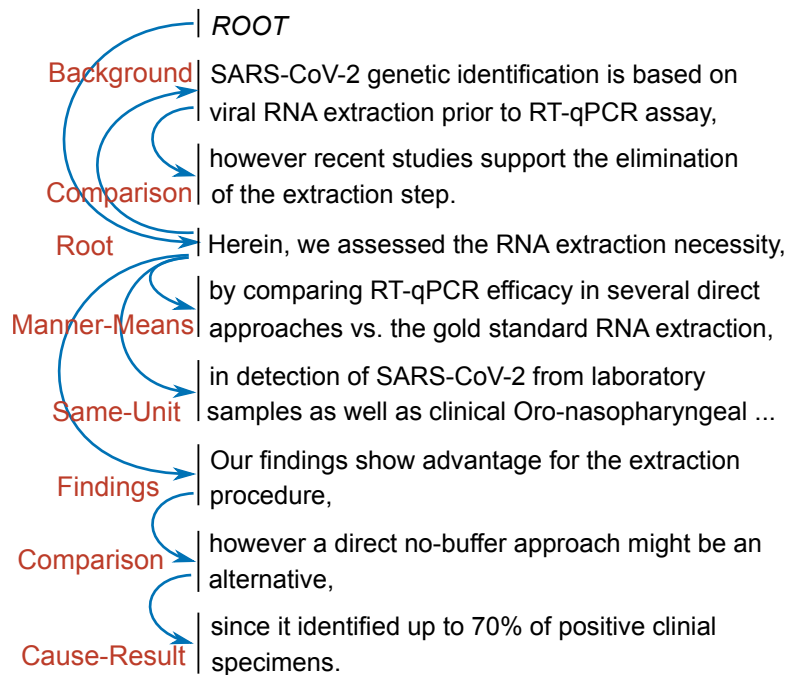 ROOT
Background
SARS-CoV-2 genetic identification is based on
viral RNA extraction prior to RT-qPCR assay,
however recent studies support the elimination
Comparison
of the extraction step.
Root
Herein, we assessed the RNA extraction necessity,
by comparing RT-qPCR efficacy in several direct
Manner-Means
approaches vs. the gold standard RNA extraction,
in detection of SARS-CoV-2 from laboratory
Same-Unit
samples as well as clinical Oro-nasopharyngeal ...
Our findings show advantage for the extraction
Findings
procedure,
however a direct no-buffer approach might be an
Comparison
alternative,
since it identified up to 70% of positive clinial
Cause-Result
specimens.